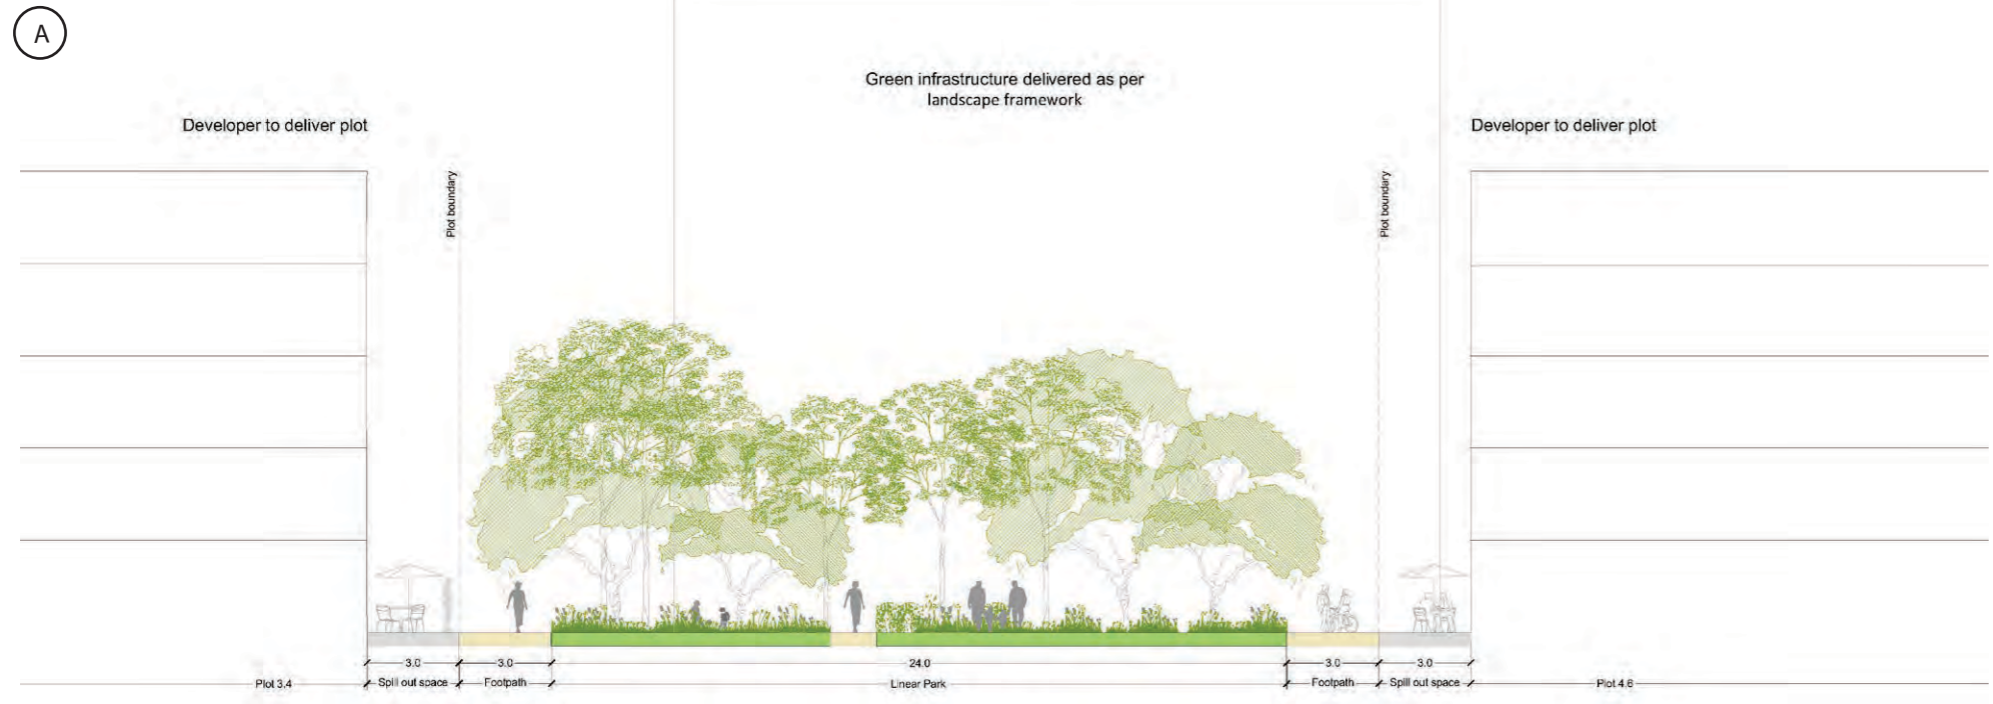 A
Green infrastructure delivered as per
landscape framework
Developer to deliver plot
Developer to deliver plot
Plot boundary
Plot boundary
3.0
3.0
24.0
3.0
3.0
Plot 3.4
Spill out space
Footpath
Linear Park
Footpath
Spill out space
Plot 4.6